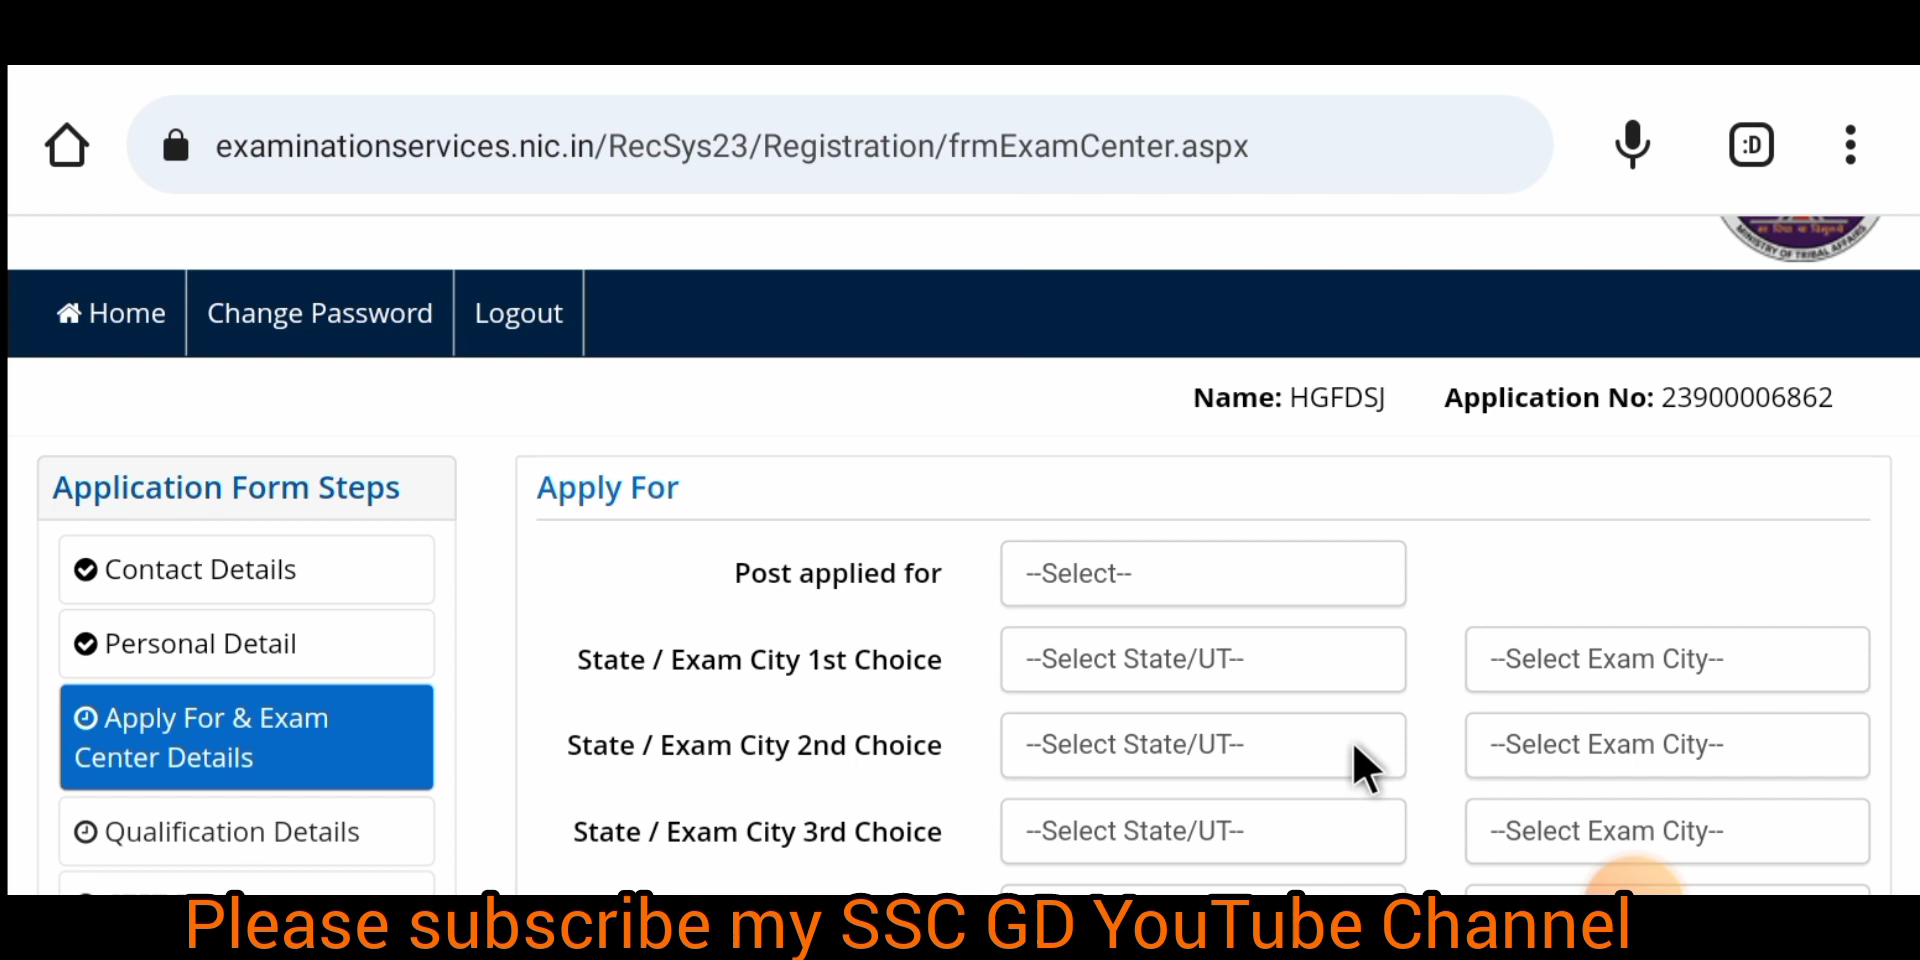 examinationservices.nic.in/RecSys23/Registration/frmExamCenter.aspx
:D
MINISTRY OF TRIBAL AFFAIRS
Home Change Password Logout
Name: HGFDSJ Application No: 23900006862
Application Form Steps
Contact Details
Personal Detail
Apply For & Exam
Center Details
Qualification Details
Apply For
Post applied for --Select--
State / Exam City 1st Choice --Select State/UT-- --Select Exam City--
State / Exam City 2nd Choice --Select State/UT-- --Select Exam City--
State / Exam City 3rd Choice --Select State/UT-- --Select Exam City--
Please subscribe my SSC GD YouTube Channel